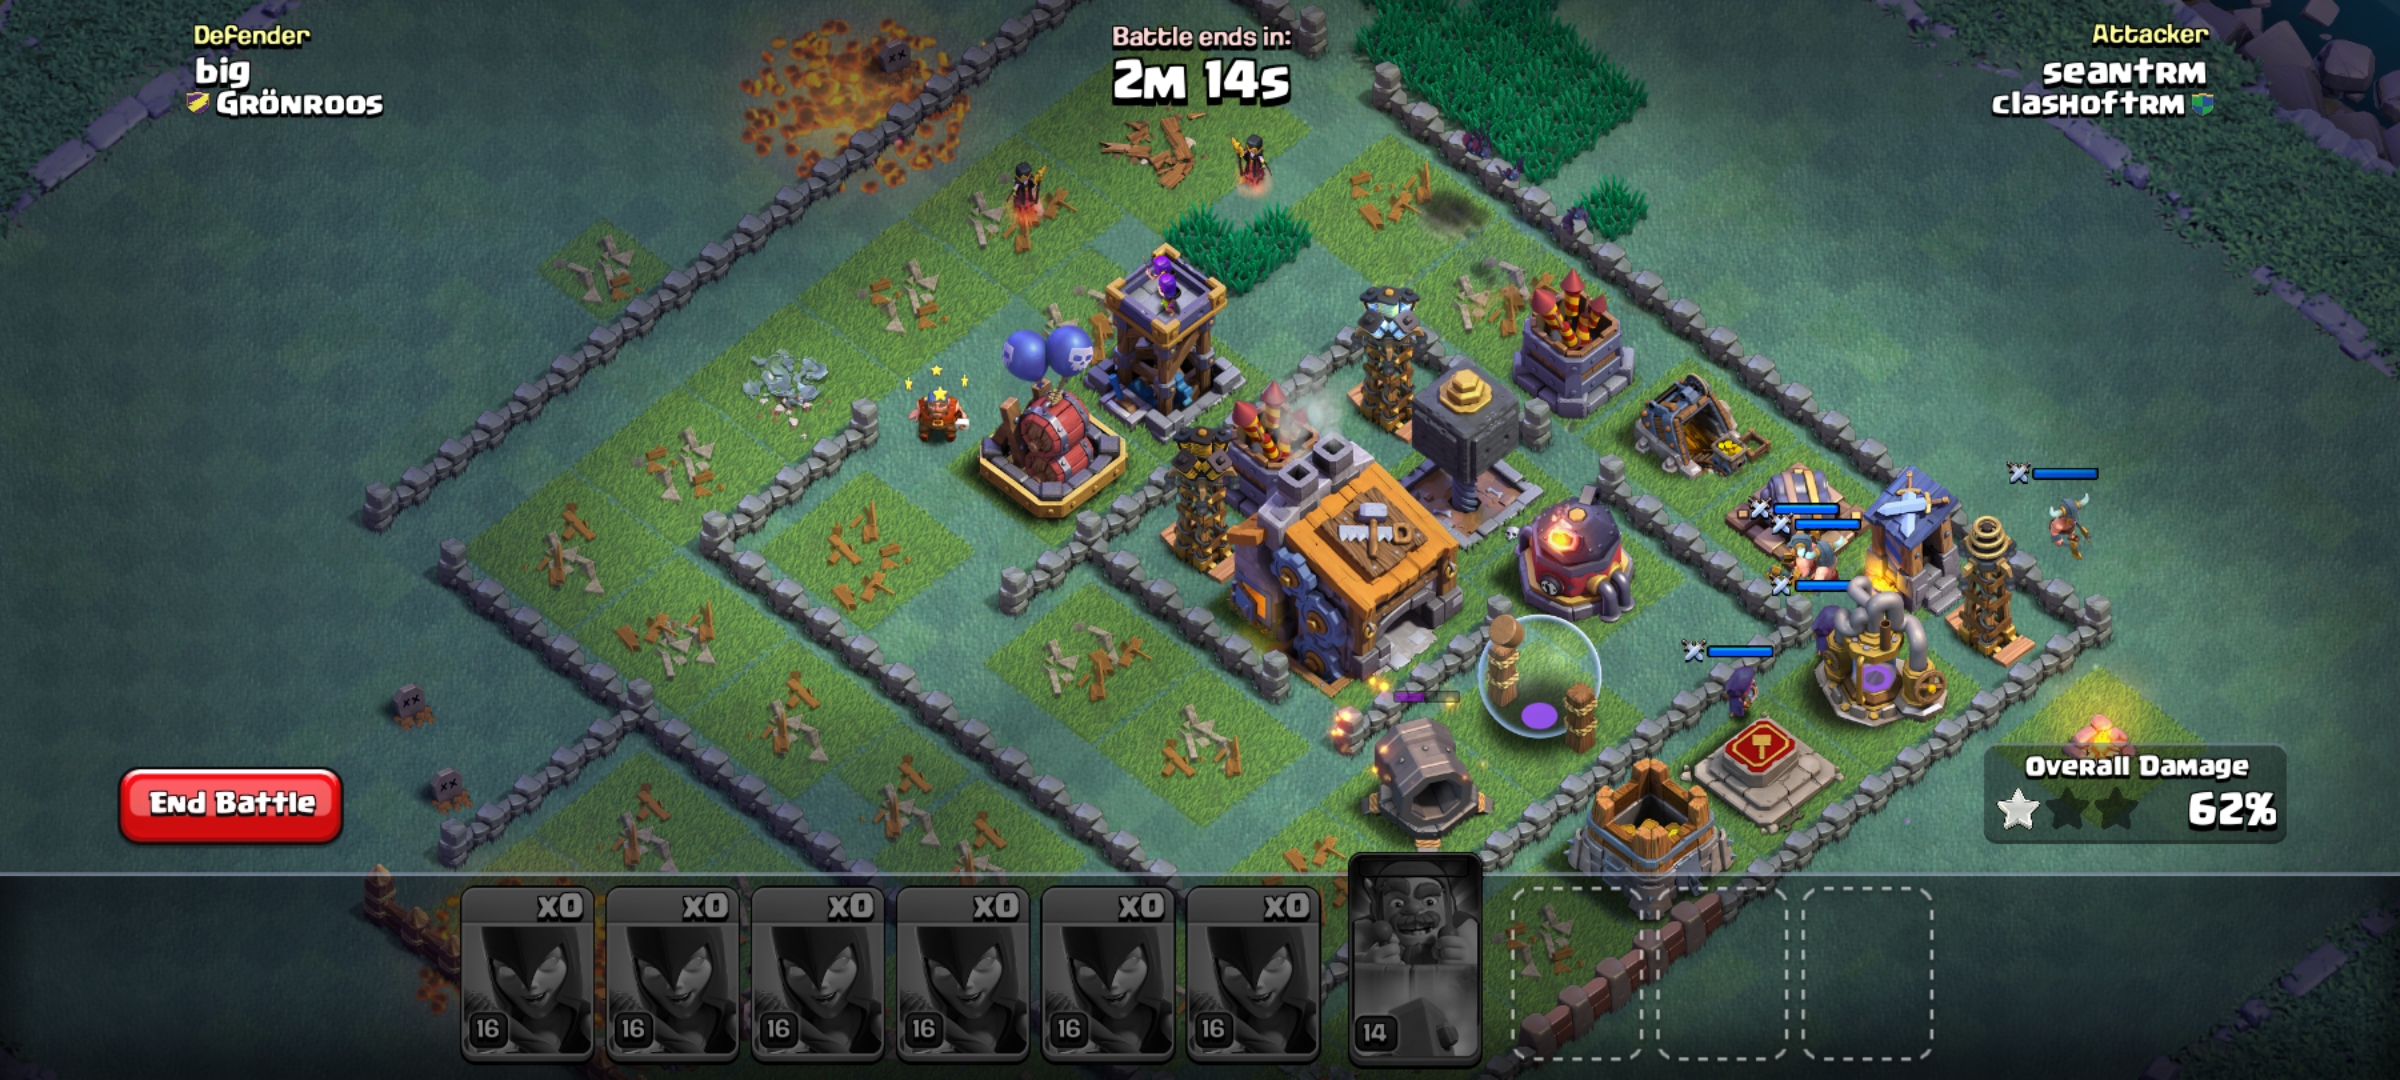 Defender
big
GRÖNROOS
Battle ends in:
2M 14s
Attacker
seantRM
clashoftRM
End Battle
Overall Damage
62%
x0
x0
x0
x0
x0
x0
16
16
16
16
16
16
14